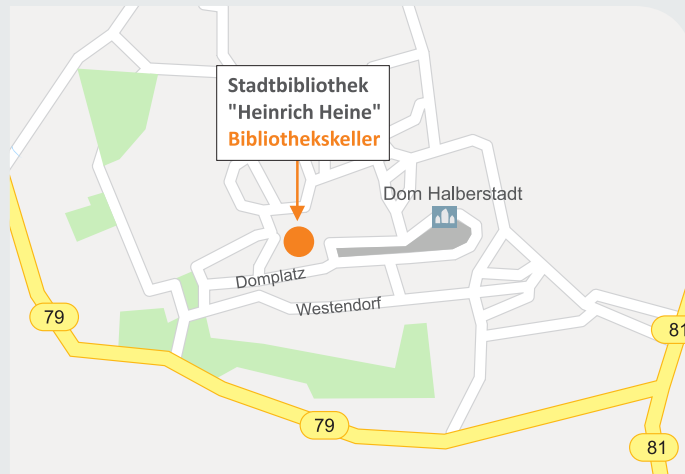 Stadtbibliothek
"Heinrich Heine"
Bibliothekskeller
Dom Halberstadt
Domplatz
Westendorf
79
81
79
81